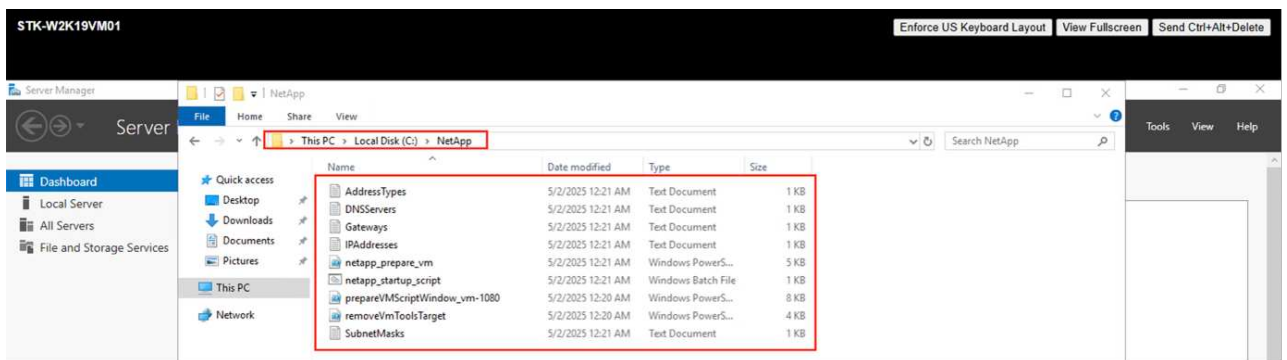 STK-W2K19VM01 Enforce US Keyboard Layout View Fullscreen Send Ctrl+Alt+Delete
Server Manager NetApp
File Home Share View
Server Tools View Help
This PC > Local Disk (C:) > NetApp Search NetApp
Name Date modified Type Size
Dashboard
Local Server
All Servers
File and Storage Services
Quick access
Desktop
Downloads
Documents
Pictures
This PC
Network
AddressTypes 5/2/2025 12:21 AM Text Document 1 KB
DNSServers 5/2/2025 12:21 AM Text Document 1 KB
Gateways 5/2/2025 12:21 AM Text Document 1 KB
IPAddresses 5/2/2025 12:21 AM Text Document 1 KB
netapp_prepare_vm 5/2/2025 12:21 AM Windows PowerS... 5 KB
netapp_startup_script 5/2/2025 12:21 AM Windows Batch File 1 KB
prepareVMScriptWindow_vm-1080 5/2/2025 12:20 AM Windows PowerS... 8 KB
removeVmToolsTarget 5/2/2025 12:20 AM Windows PowerS... 4 KB
SubnetMasks 5/2/2025 12:21 AM Text Document 1 KB